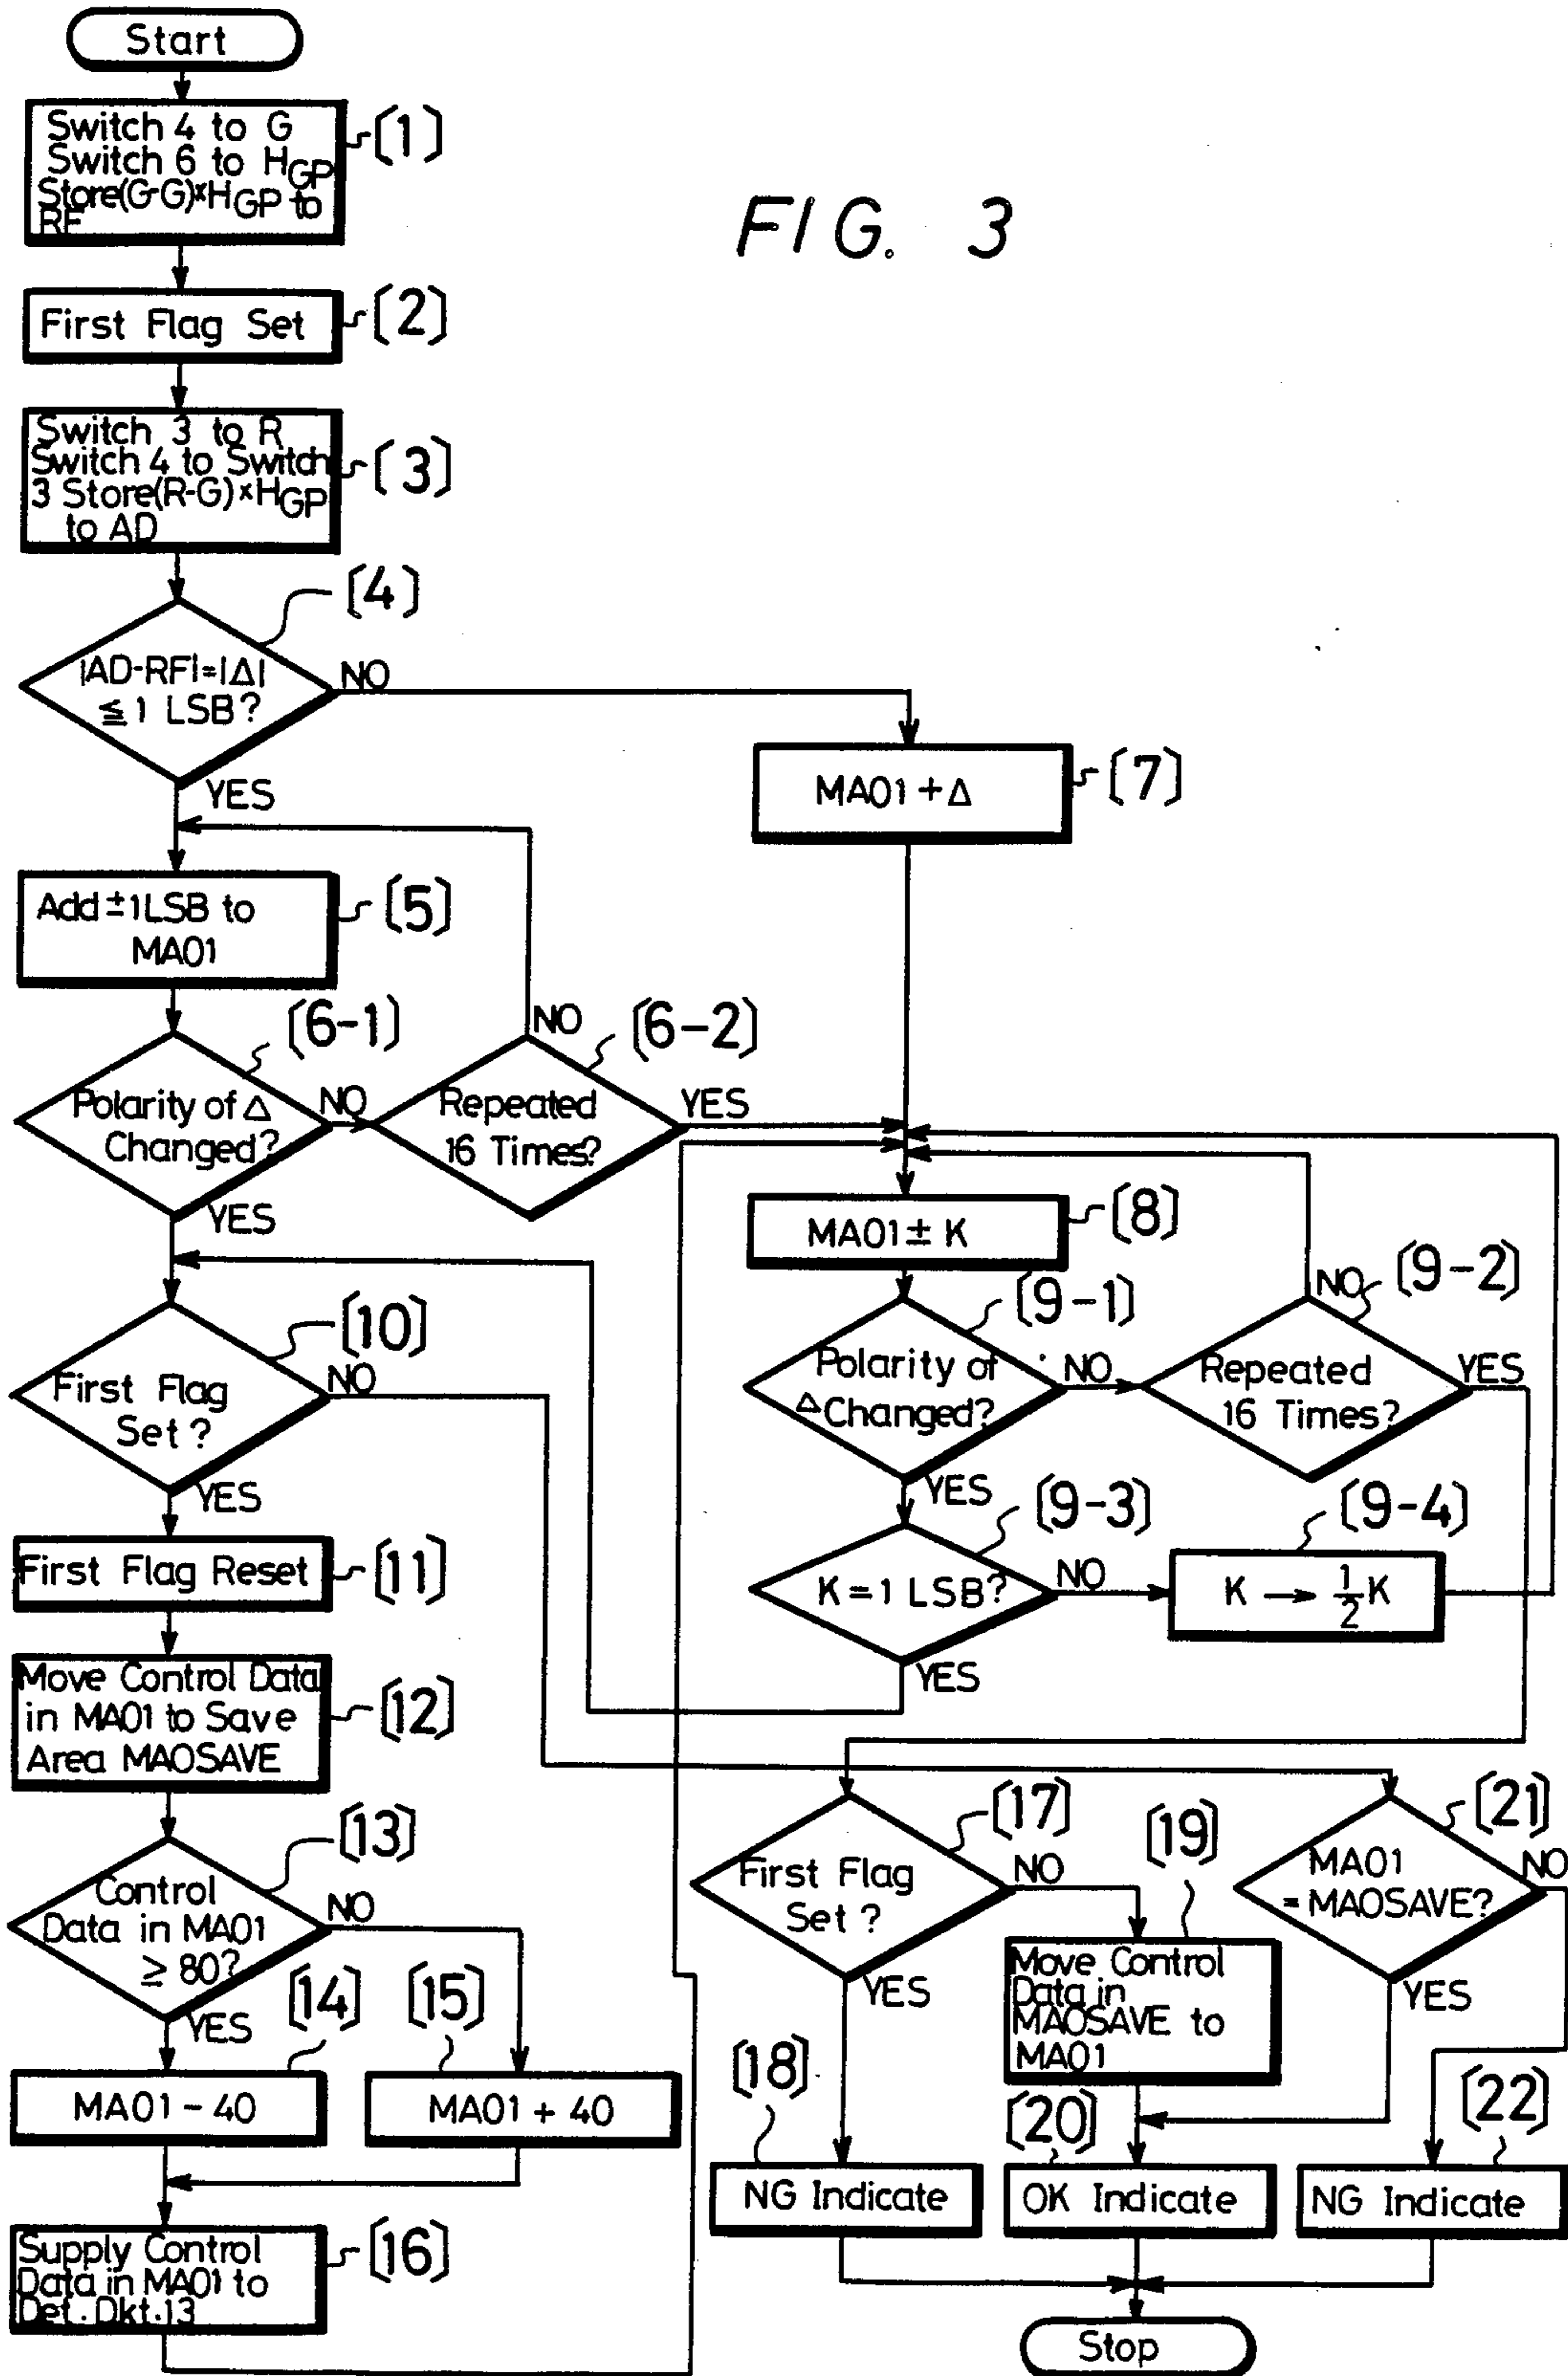 FIG. 3
Start
Switch 4 to G
Switch 6 to HGP
Store(G-G)×HGP to
RF
[1]
First Flag Set
[2]
Switch 3 to R
Switch 4 to Switch
3 Store(R-G)×HGP
to AD
[3]
[4]
|AD-RF|=|Δ|
≦ 1 LSB?
NO
YES
MA01 + Δ
[7]
Add ±1LSB to
MA01
[5]
[6-1]
Polarity of Δ
Changed?
NO
YES
[6-2]
NO
Repeated
16 Times?
YES
MA01 ± K
[8]
[9-1]
Polarity of
Δ Changed?
NO
YES
[9-2]
NO
Repeated
16 Times?
YES
[9-3]
K = 1 LSB?
NO
YES
[9-4]
K → 1/2 K
[10]
First Flag
Set ?
NO
YES
First Flag Reset
[11]
Move Control Data
in MA01 to Save
Area MAOSAVE
[12]
[13]
Control
Data in MA01
≥ 80?
NO
YES
[14]
MA01 - 40
[15]
MA01 + 40
Supply Control
Data in MA01 to
Def. Dkt. 13
[16]
[17]
First Flag
Set ?
NO
YES
[18]
NG Indicate
[19]
Move Control
Data in
MAOSAVE to
MA01
[20]
OK Indicate
[21]
MA01
= MAOSAVE?
NO
YES
[22]
NG Indicate
Stop